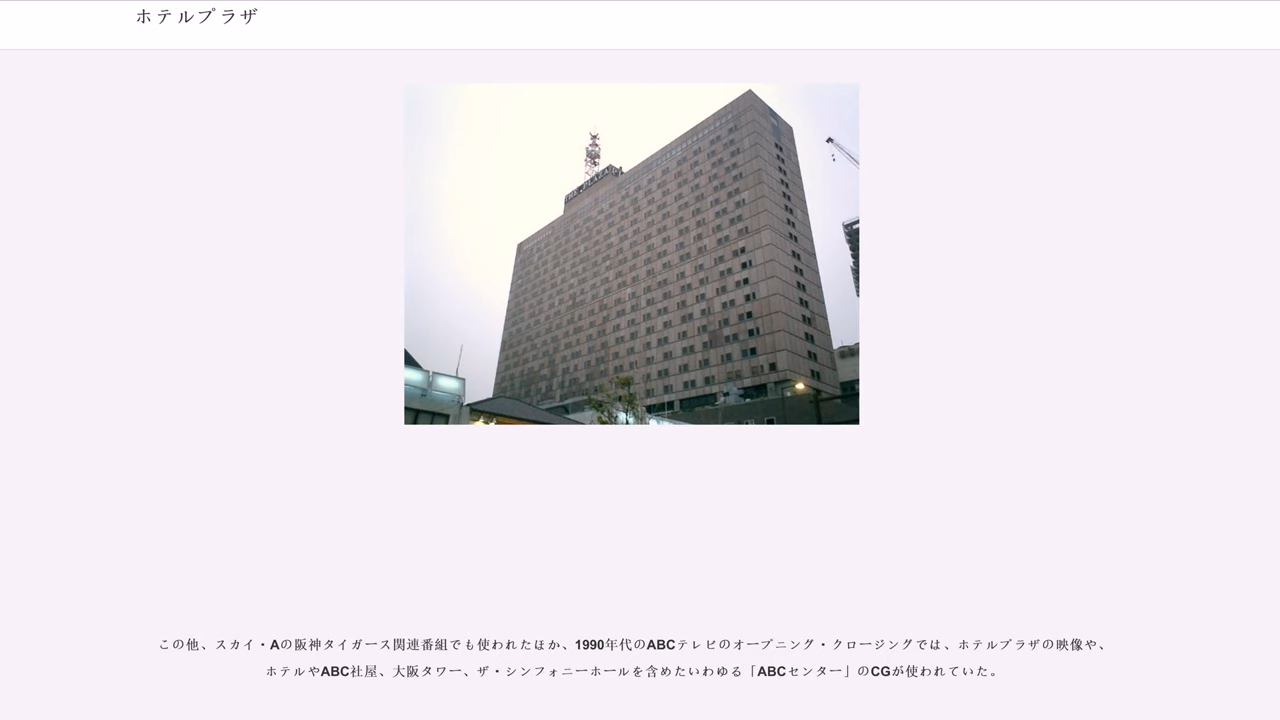 ホテルプラザ
THE PLAZA
この他、スカイ・Aの阪神タイガース関連番組でも使われたほか、1990年代のABCテレビのオープニング・クロージングでは、ホテルプラザの映像や、
ホテルやABC社屋、大阪タワー、ザ・シンフォニーホールを含めたいわゆる「ABCセンター」のCGが使われていた。